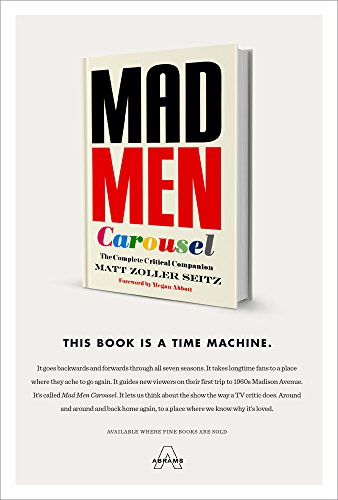 MAD
MEN
Carousel
The Complete Critical Companion
MATT ZOLLER SEITZ
Foreword by Megan Abbott
THIS BOOK IS A TIME MACHINE.
It goes backwards and forwards through all seven seasons. It takes longtime fans to a place
where they ache to go again. It guides new viewers on their first trip to 1960s Madison Avenue.
It's called Mad Men Carousel. It lets us think about the show the way a TV critic does. Around
and around and back home again, to a place where we know why it's loved.
AVAILABLE WHERE FINE BOOKS ARE SOLD
ABRAMS